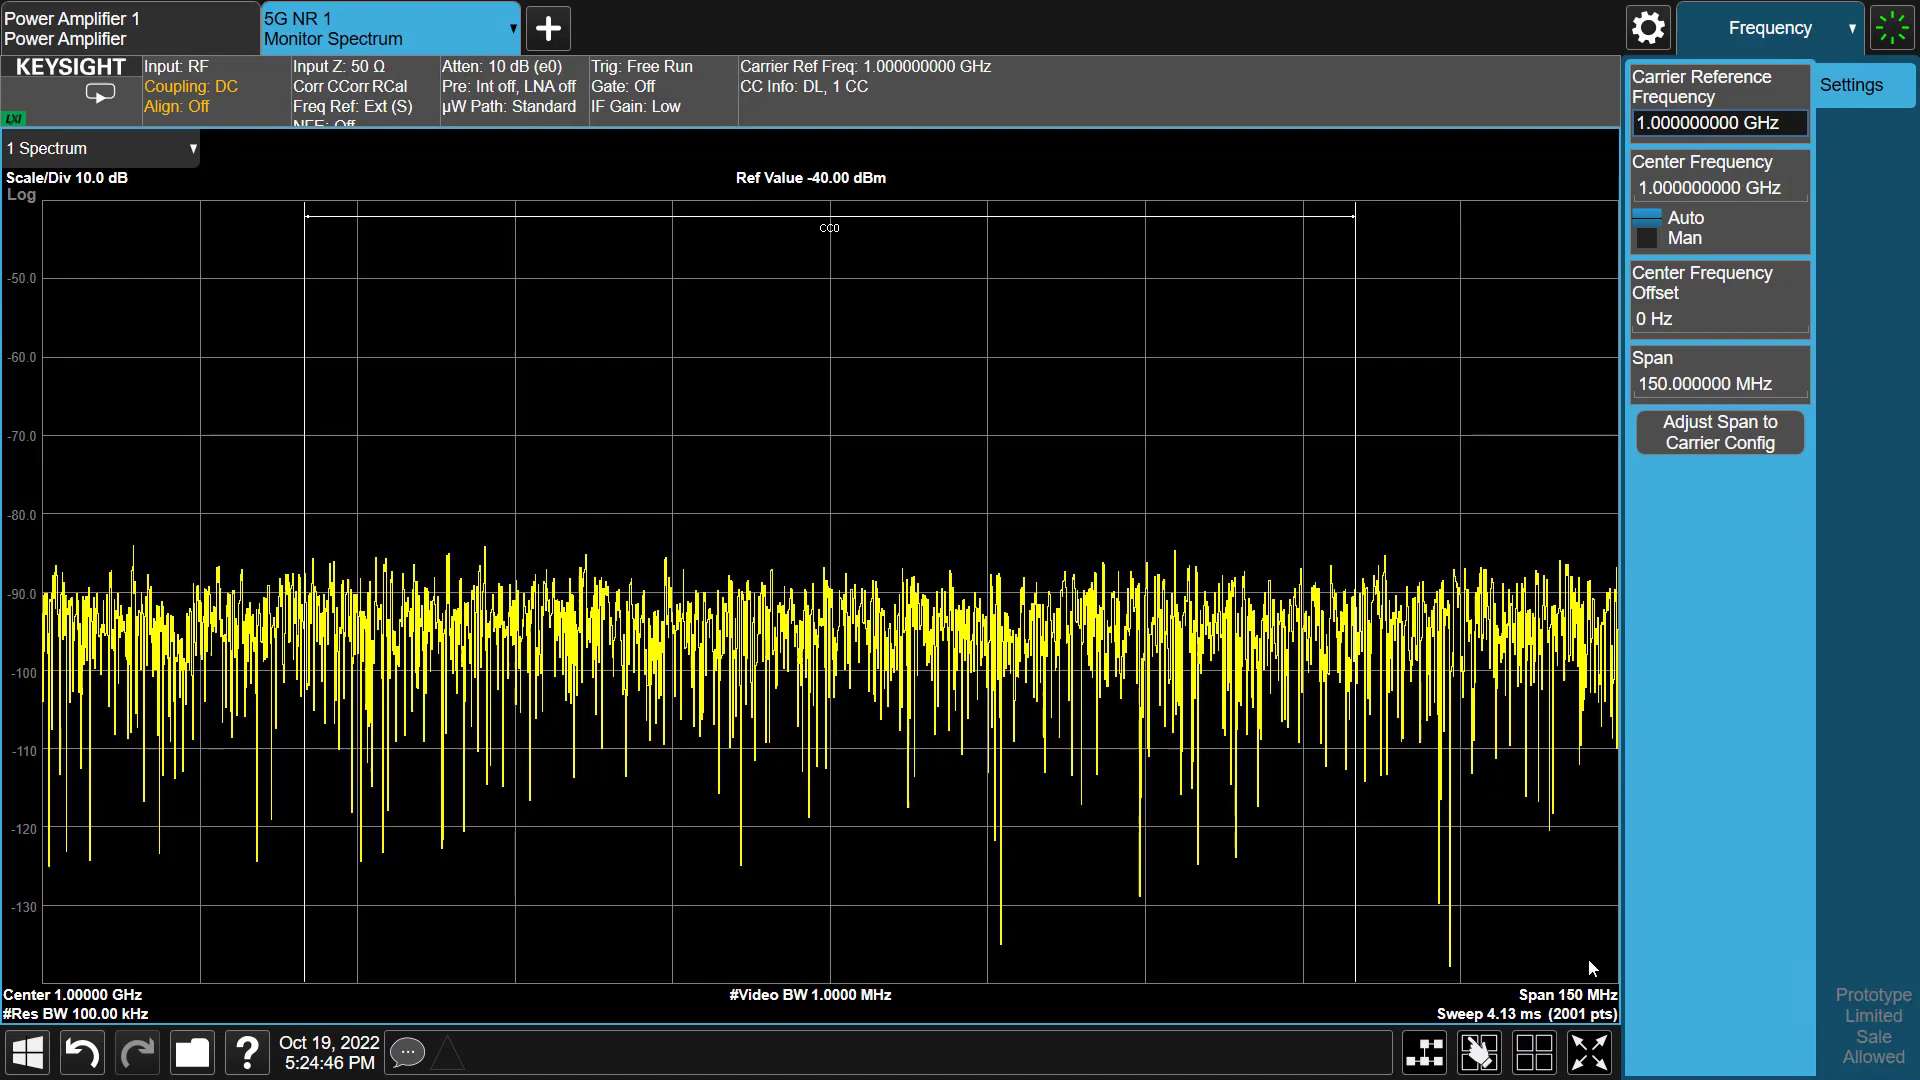 Power Amplifier 1
Power Amplifier
5G NR 1
Monitor Spectrum
Frequency
KEYSIGHT
LXI
Input: RF
Coupling: DC
Align: Off
Input Z: 50 Ω
Corr CCorr RCal
Freq Ref: Ext (S)
NFE: Off
Atten: 10 dB (e0)
Pre: Int off, LNA off
µW Path: Standard
Trig: Free Run
Gate: Off
IF Gain: Low
Carrier Ref Freq: 1.000000000 GHz
CC Info: DL, 1 CC
1 Spectrum
Scale/Div 10.0 dB
Log
Ref Value -40.00 dBm
CC0
-50.0
-60.0
-70.0
-80.0
-90.0
-100
-110
-120
-130
Center 1.00000 GHz
#Res BW 100.00 kHz
#Video BW 1.0000 MHz
Span 150 MHz
Sweep 4.13 ms (2001 pts)
Carrier Reference
Frequency
1.000000000 GHz
Center Frequency
1.000000000 GHz
Auto
Man
Center Frequency
Offset
0 Hz
Span
150.000000 MHz
Adjust Span to
Carrier Config
Settings
Prototype
Limited
Sale
Allowed
?
Oct 19, 2022
5:24:46 PM